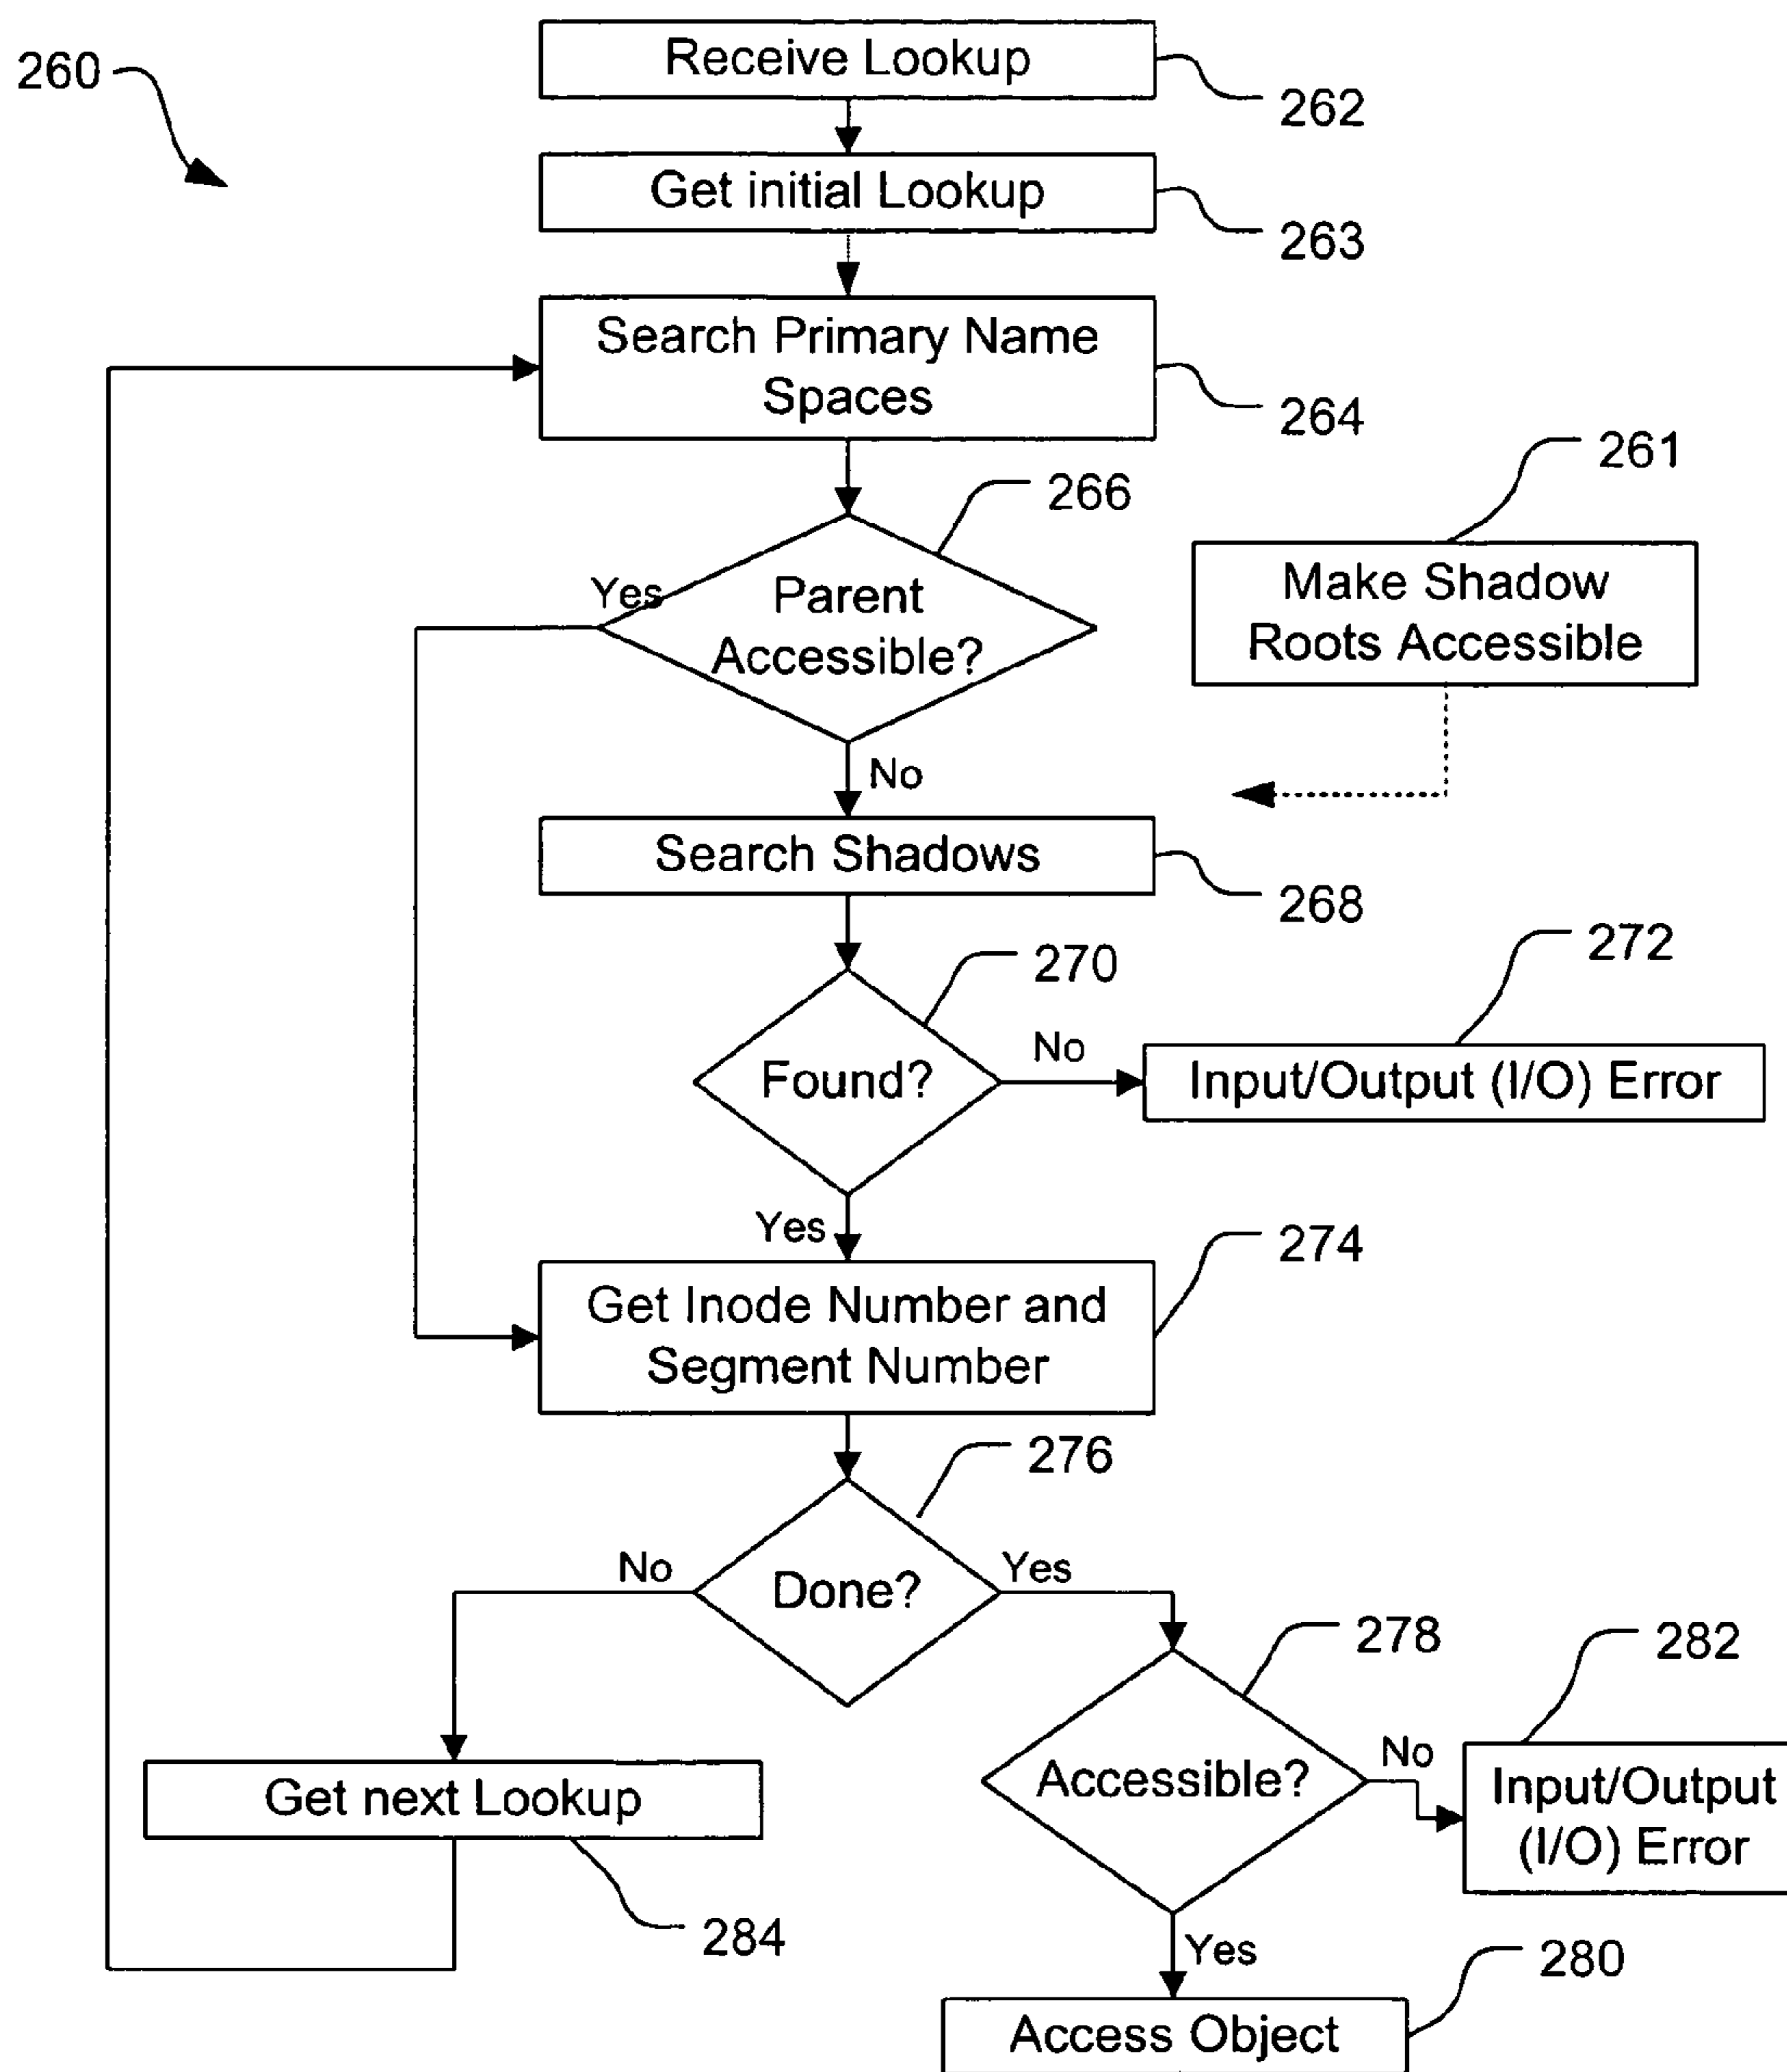 260
Receive Lookup
262
Get initial Lookup
263
Search Primary Name
Spaces
264
261
266
Make Shadow
Roots Accessible
Yes
Parent
Accessible?
No
Search Shadows
268
270
272
Found?
No
Input/Output (I/O) Error
Yes
274
Get Inode Number and
Segment Number
276
No
Done?
Yes
278
282
Accessible?
No
Input/Output
(I/O) Error
Get next Lookup
284
Yes
280
Access Object